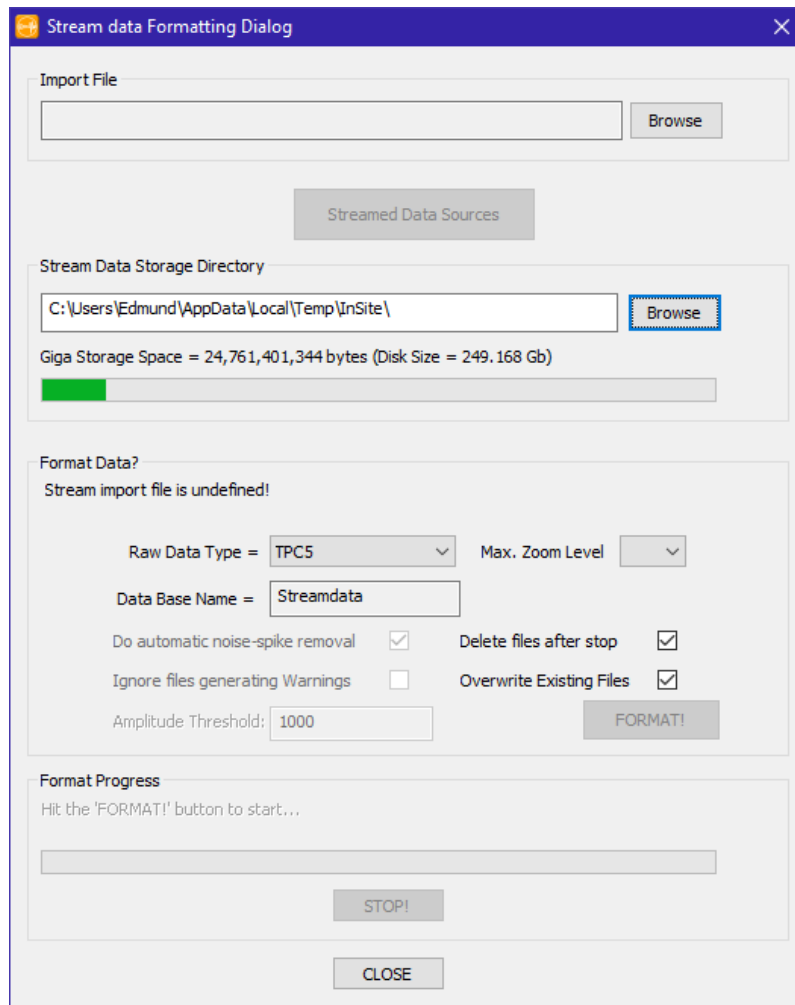 Stream data Formatting Dialog
Import File
Browse
Streamed Data Sources
Stream Data Storage Directory
C:\Users\Edmund\AppData\Local\Temp\InSite\
Browse
Giga Storage Space = 24,761,401,344 bytes (Disk Size = 249.168 Gb)
Format Data?
Stream import file is undefined!
Raw Data Type = TPC5 Max. Zoom Level
Data Base Name = Streamdata
Do automatic noise-spike removal Delete files after stop
Ignore files generating Warnings Overwrite Existing Files
Amplitude Threshold: 1000 FORMAT!
Format Progress
Hit the 'FORMAT!' button to start...
STOP!
CLOSE